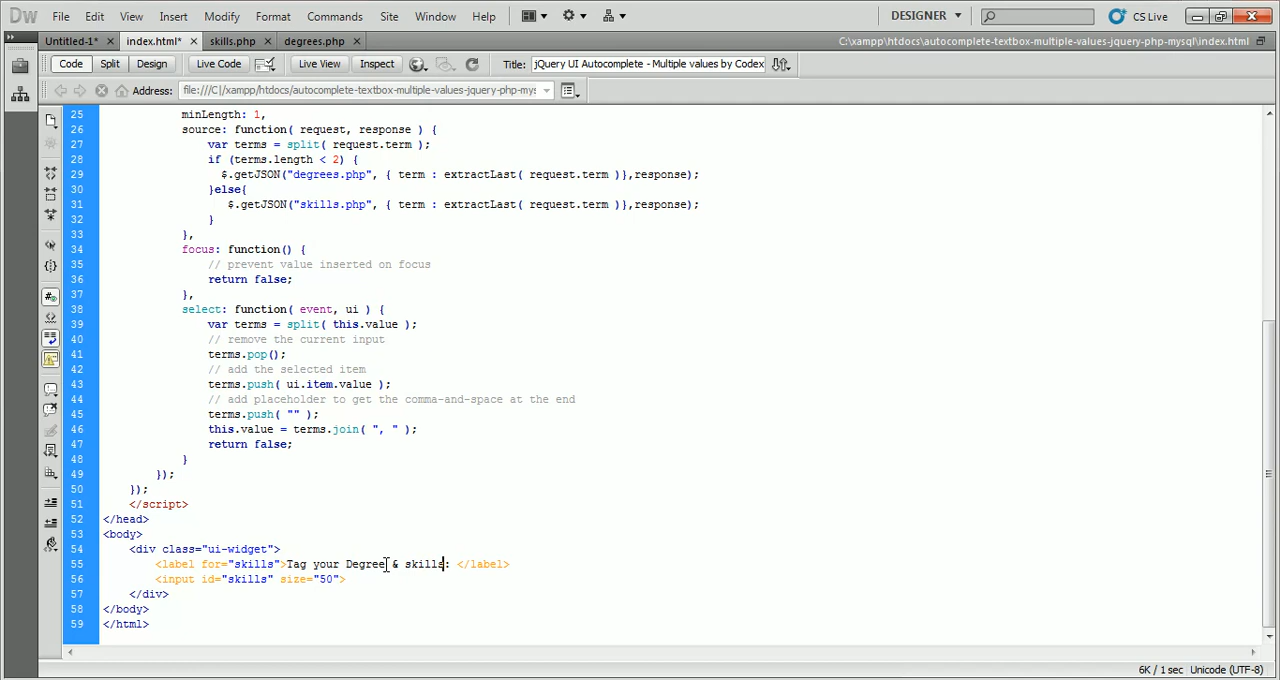 Dw File Edit View Insert Modify Format Commands Site Window Help DESIGNER CS Live
Untitled-1* index.html* skills.php degrees.php C:\xampp\htdocs\autocomplete-textbox-multiple-values-jquery-php-mysql\index.html
Code Split Design Live Code Live View Inspect Title: jQuery UI Autocomplete - Multiple values by Codex
Address: file:///C|/xampp/htdocs/autocomplete-textbox-multiple-values-jquery-php-mys
25 minLength: 1,
26 source: function( request, response ) {
27 var terms = split( request.term );
28 if (terms.length < 2) {
29 $.getJSON("degrees.php", { term : extractLast( request.term )},response);
30 }else{
31 $.getJSON("skills.php", { term : extractLast( request.term )},response);
32 }
33 },
34 focus: function() {
35 // prevent value inserted on focus
36 return false;
37 },
38 select: function( event, ui ) {
39 var terms = split( this.value );
40 // remove the current input
41 terms.pop();
42 // add the selected item
43 terms.push( ui.item.value );
44 // add placeholder to get the comma-and-space at the end
45 terms.push( "" );
46 this.value = terms.join( ", " );
47 return false;
48 }
49 });
50 });
51 </script>
52 </head>
53 <body>
54 <div class="ui-widget">
55 <label for="skills">Tag your Degree & skills: </label>
56 <input id="skills" size="50">
57 </div>
58 </body>
59 </html>
6K / 1 sec Unicode (UTF-8)